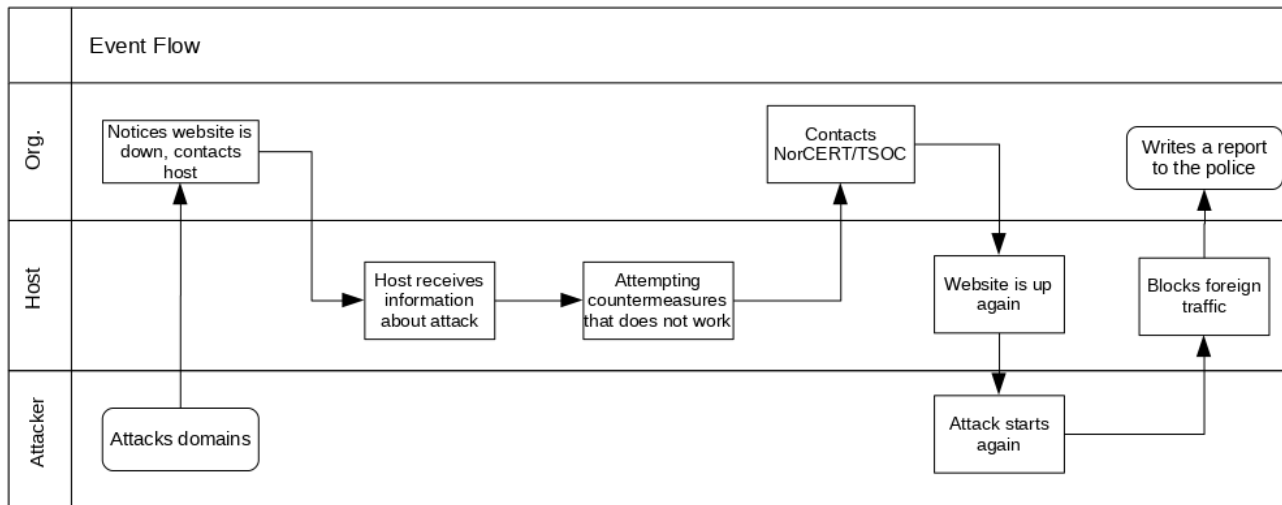 Event Flow
Org.
Notices website is
down, contacts
host
Contacts
NorCERT/TSOC
Writes a report
to the police
Host
Host receives
information
about attack
Attempting
countermeasures
that does not work
Website is up
again
Blocks foreign
traffic
Attacker
Attacks domains
Attack starts
again